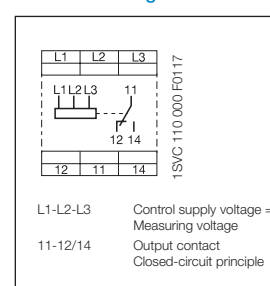 L1 L2 L3
L1 L2 L3 11
12 14
12 11 14
1SVC 110 000 F0117
L1-L2-L3 Control supply voltage =
Measuring voltage
11-12/14 Output contact
Closed-circuit principle